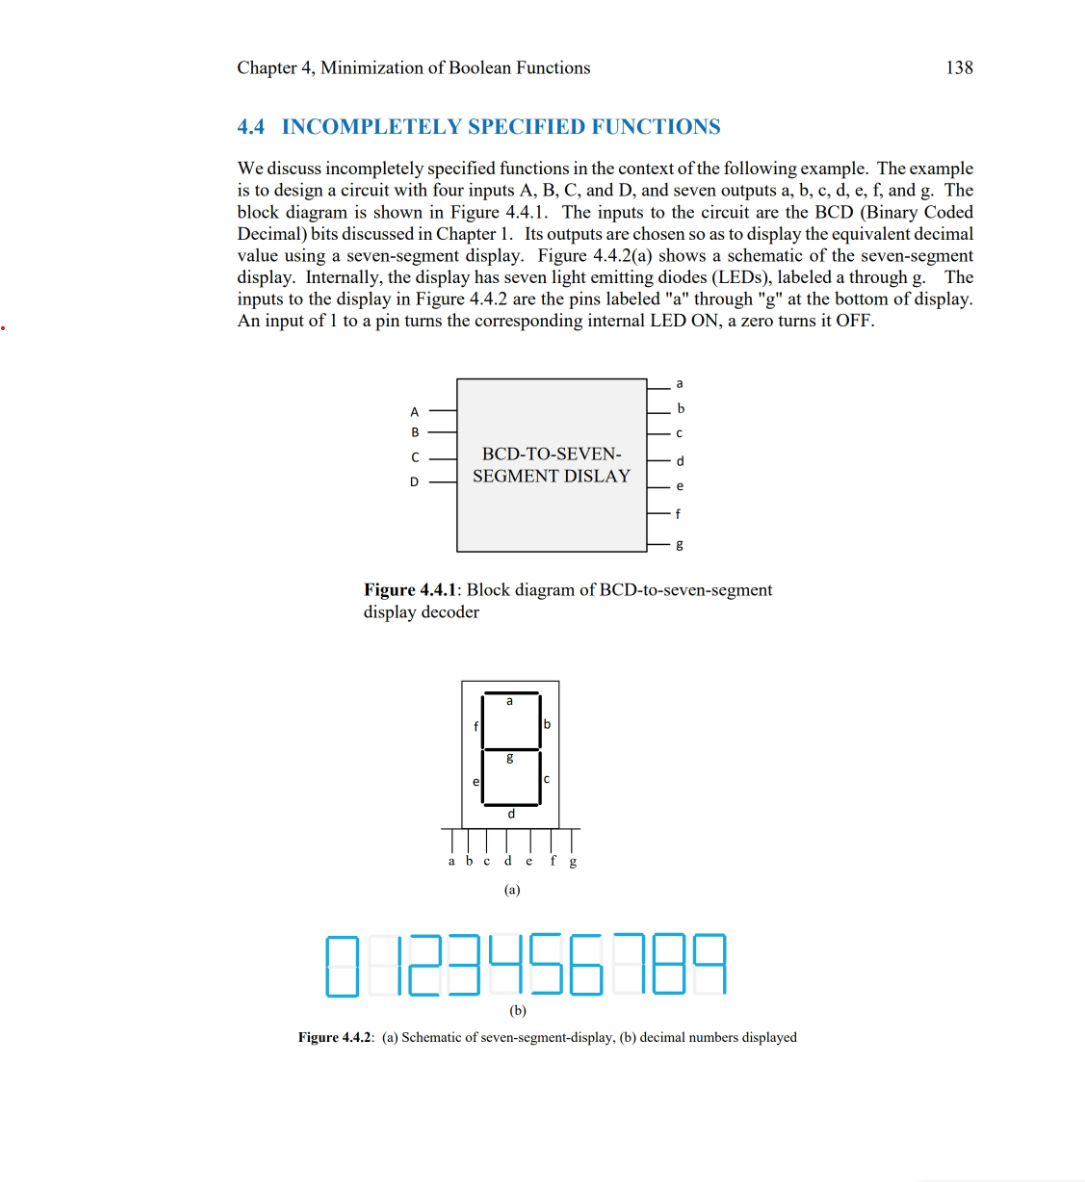 Chapter 4, Minimization of Boolean Functions 138
4.4 INCOMPLETELY SPECIFIED FUNCTIONS
We discuss incompletely specified functions in the context of the following example. The example
is to design a circuit with four inputs A, B, C, and D, and seven outputs a, b, c, d, e, f, and g. The
block diagram is shown in Figure 4.4.1. The inputs to the circuit are the BCD (Binary Coded
Decimal) bits discussed in Chapter 1. Its outputs are chosen so as to display the equivalent decimal
value using a seven-segment display. Figure 4.4.2(a) shows a schematic of the seven-segment
display. Internally, the display has seven light emitting diodes (LEDs), labeled a through g. The
inputs to the display in Figure 4.4.2 are the pins labeled "a" through "g" at the bottom of display.
An input of 1 to a pin turns the corresponding internal LED ON, a zero turns it OFF.
A
B
C
D
BCD-TO-SEVEN-
SEGMENT DISLAY
a
b
c
d
e
f
g
Figure 4.4.1: Block diagram of BCD-to-seven-segment
display decoder
a
f b
g
e c
d
a b c d e f g
(a)
0123456789
(b)
Figure 4.4.2: (a) Schematic of seven-segment-display, (b) decimal numbers displayed